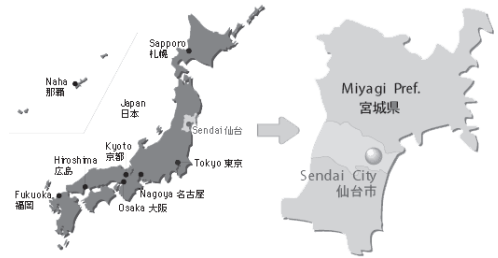 Sapporo
札幌
Naha
那覇
Japan
日本
Sendai 仙台
Kyoto
京都
Hiroshima
広島
Tokyo 東京
Fukuoka
福岡
Nagoya 名古屋
Osaka 大阪
Miyagi Pref.
宮城県
Sendai City
仙台市